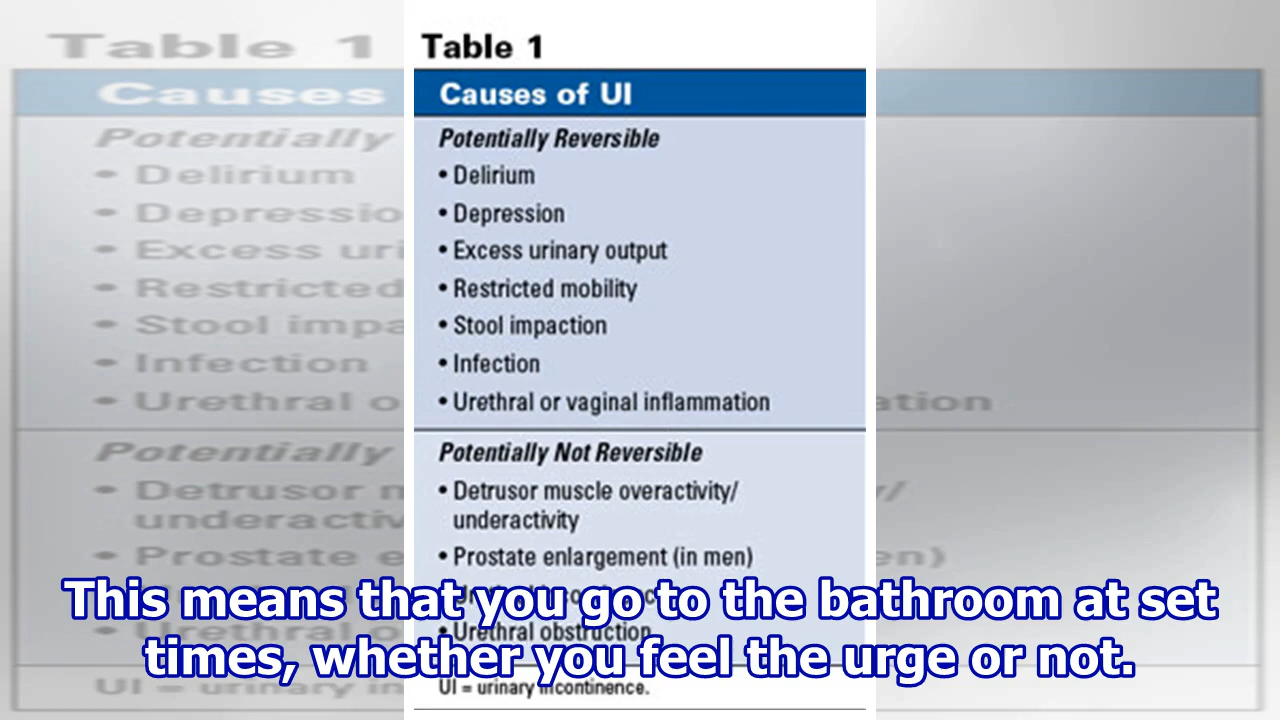 Table 1
Causes of UI
Potentially Reversible
• Delirium
• Depression
• Excess urinary output
• Restricted mobility
• Stool impaction
• Infection
• Urethral or vaginal inflammation
Potentially Not Reversible
• Detrusor muscle overactivity/
underactivity
• Prostate enlargement (in men)
• Urethral obstruction
UI = urinary incontinence.
This means that you go to the bathroom at set
times, whether you feel the urge or not.